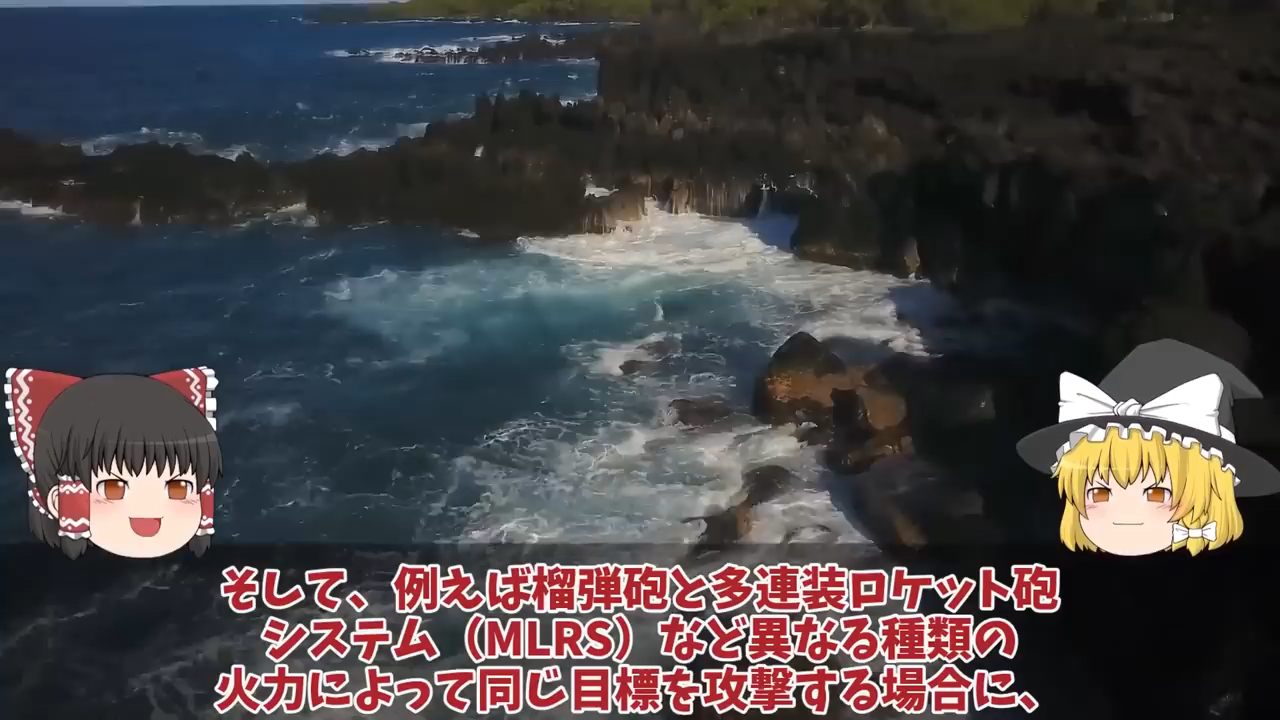 そして、例えば榴弾砲と多連装ロケット砲
システム（MLRS）など異なる種類の
火力によって同じ目標を攻撃する場合に、